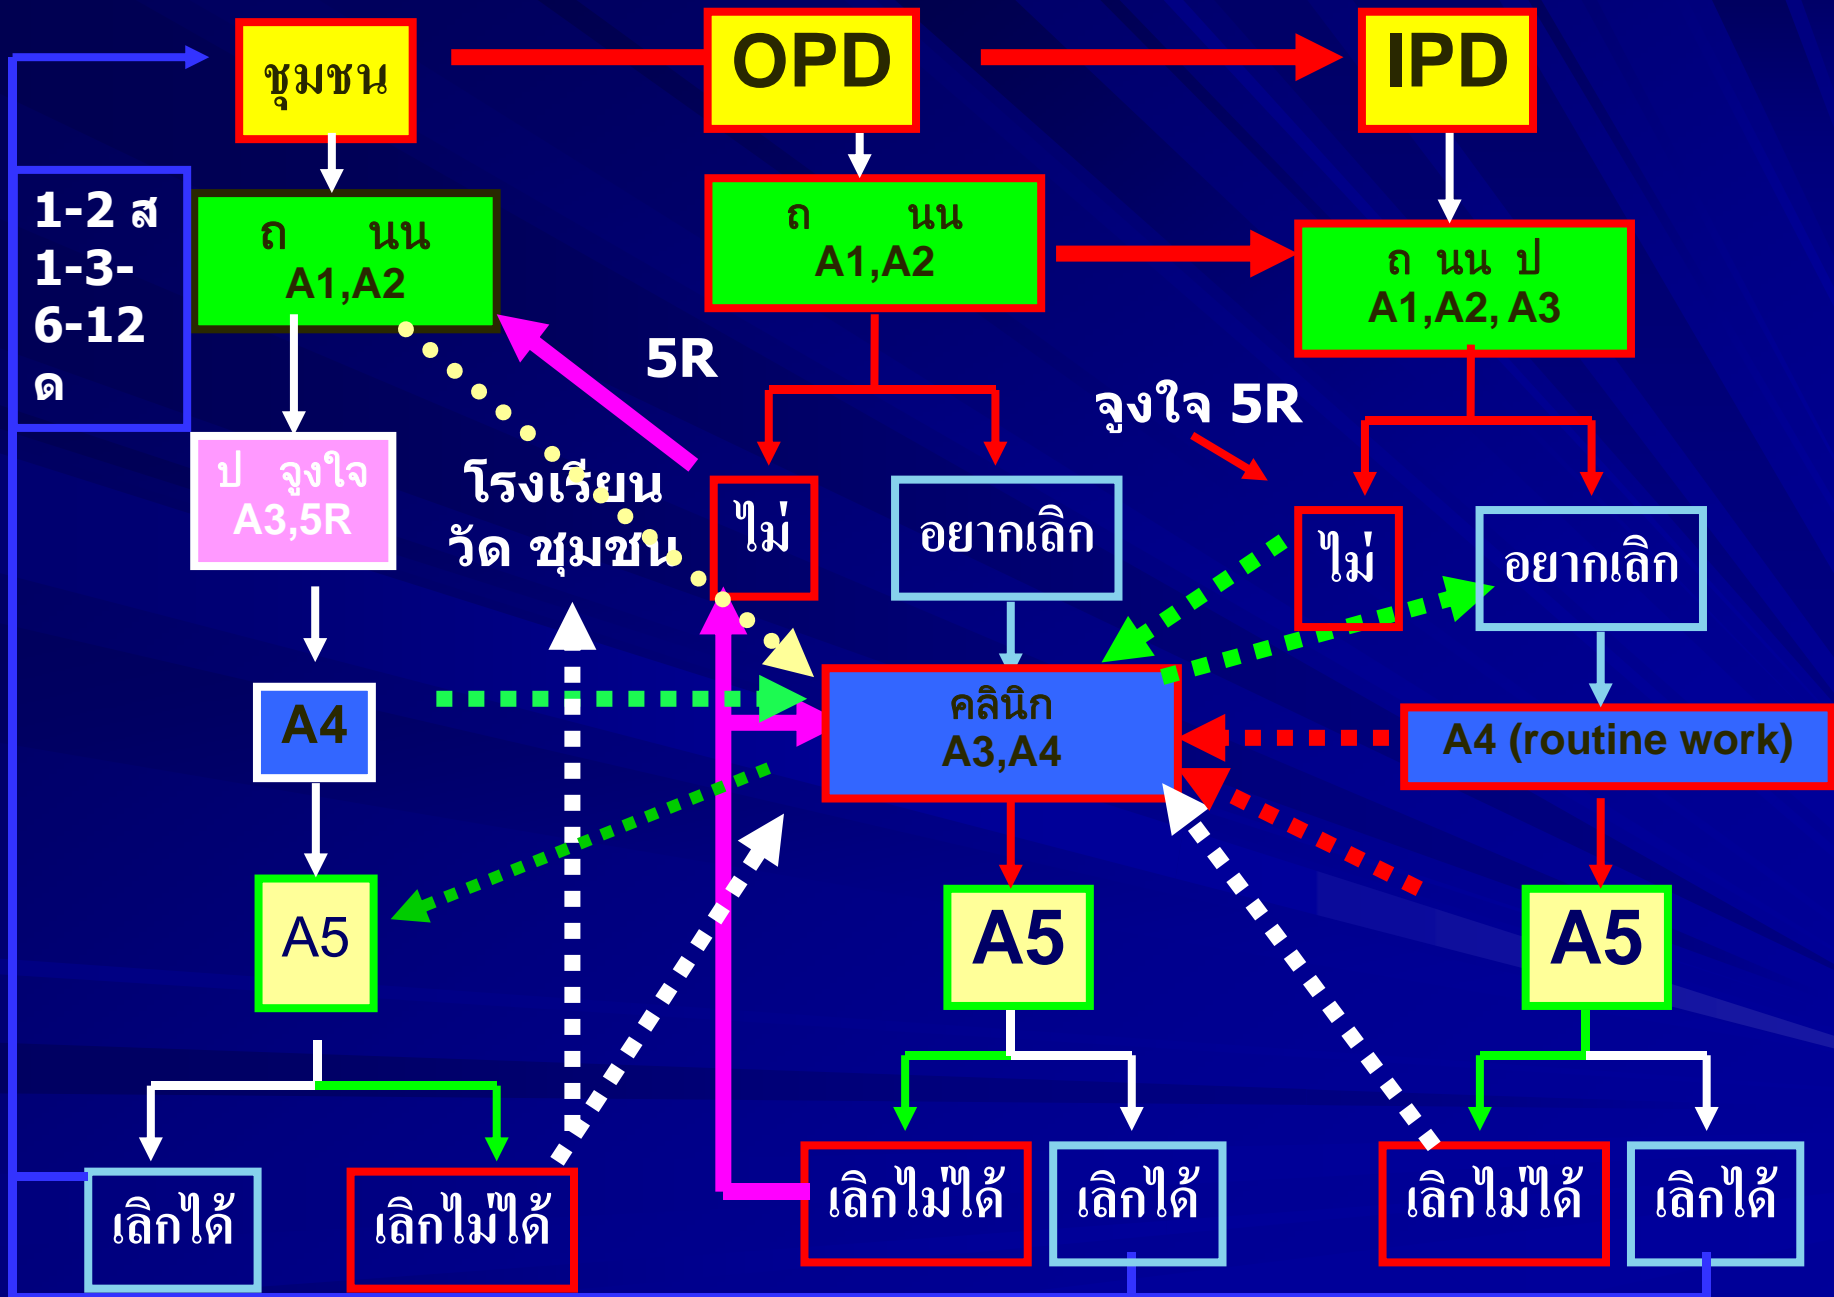 ชุมชน
OPD
IPD
1-2 ส
1-3-
6-12
ด
ถ นน
A1,A2
ถ นน
A1,A2
ถ นน ป
A1,A2, A3
5R
จูงใจ 5R
ป จูงใจ
A3,5R
โรงเรียน
วัด ชุมชน
ไม่
อยากเลิก
ไม่
อยากเลิก
A4
คลินิก
A3,A4
A4 (routine work)
A5
A5
A5
เลิกได้
เลิกไม่ได้
เลิกไม่ได้
เลิกได้
เลิกไม่ได้
เลิกได้